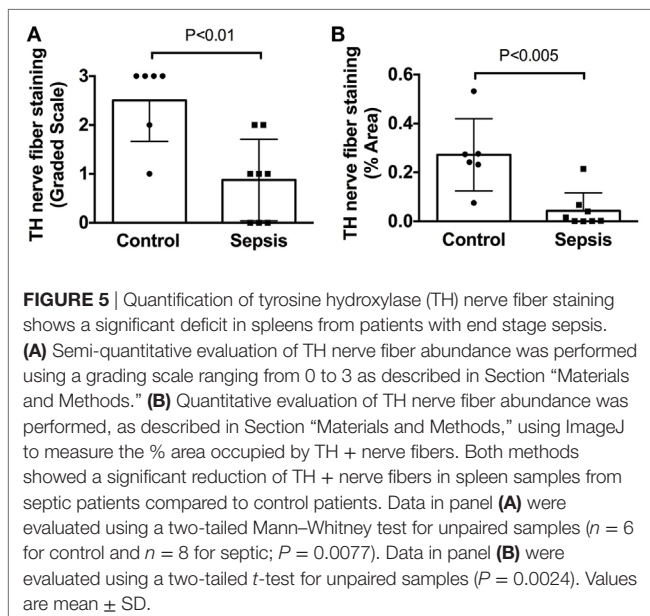 A
P<0.01
TH nerve fiber staining
(Graded Scale)
3
2
1
0
Control Sepsis
B
P<0.005
TH nerve fiber staining
(% Area)
0.6
0.4
0.2
0.0
Control Sepsis
FIGURE 5 | Quantification of tyrosine hydroxylase (TH) nerve fiber staining
shows a significant deficit in spleens from patients with end stage sepsis.
(A) Semi-quantitative evaluation of TH nerve fiber abundance was performed
using a grading scale ranging from 0 to 3 as described in Section “Materials
and Methods.” (B) Quantitative evaluation of TH nerve fiber abundance was
performed, as described in Section “Materials and Methods,” using ImageJ
to measure the % area occupied by TH + nerve fibers. Both methods
showed a significant reduction of TH + nerve fibers in spleen samples from
septic patients compared to control patients. Data in panel (A) were
evaluated using a two-tailed Mann–Whitney test for unpaired samples (n = 6
for control and n = 8 for septic; P = 0.0077). Data in panel (B) were
evaluated using a two-tailed t-test for unpaired samples (P = 0.0024). Values
are mean ± SD.